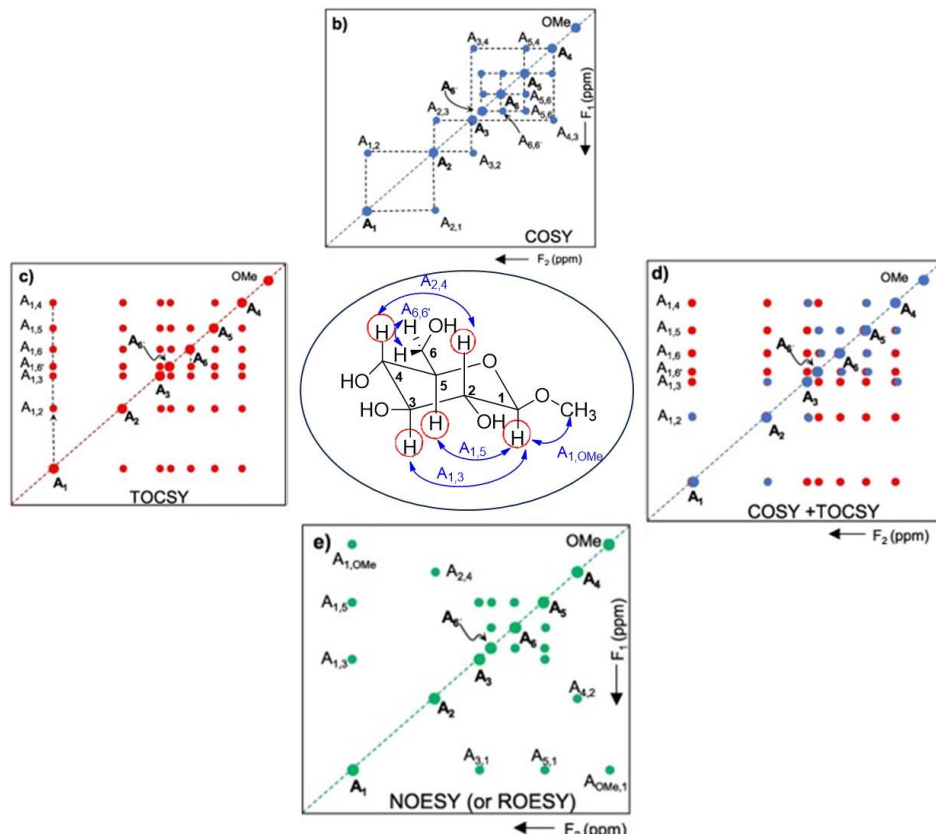 b)
OMe
A3,4
A5,4
A4
A5
A6'
A6
A5,6
A5,6'
A2,3
A3
A4,3
A6,6'
A1,2
A2
A3,2
F1 (ppm)
A1
A2,1
COSY
F2 (ppm)
c)
OMe
A1,4
A4
A1,5
A5
A1,6
A6'
A6
A1,6'
A1,3
A3
A1,2
A2
A1
TOCSY
A2,4
A6,6'
H
OH
H
H
H
6
O
4
HO
5
2
1
O
HO
3
OH
CH3
H
H
H
A1,5
A1,OMe
A1,3
d)
OMe
A1,4
A4
A1,5
A5
A1,6
A6'
A6
A1,6'
A1,3
A3
A1,2
A2
A1
COSY +TOCSY
F2 (ppm)
e)
OMe
A1,OMe
A2,4
A4
A1,5
A5
A6'
A6
A1,3
A3
F1 (ppm)
A4,2
A2
A3,1
A5,1
A1
AOMe,1
NOESY (or ROESY)
F2 (ppm)